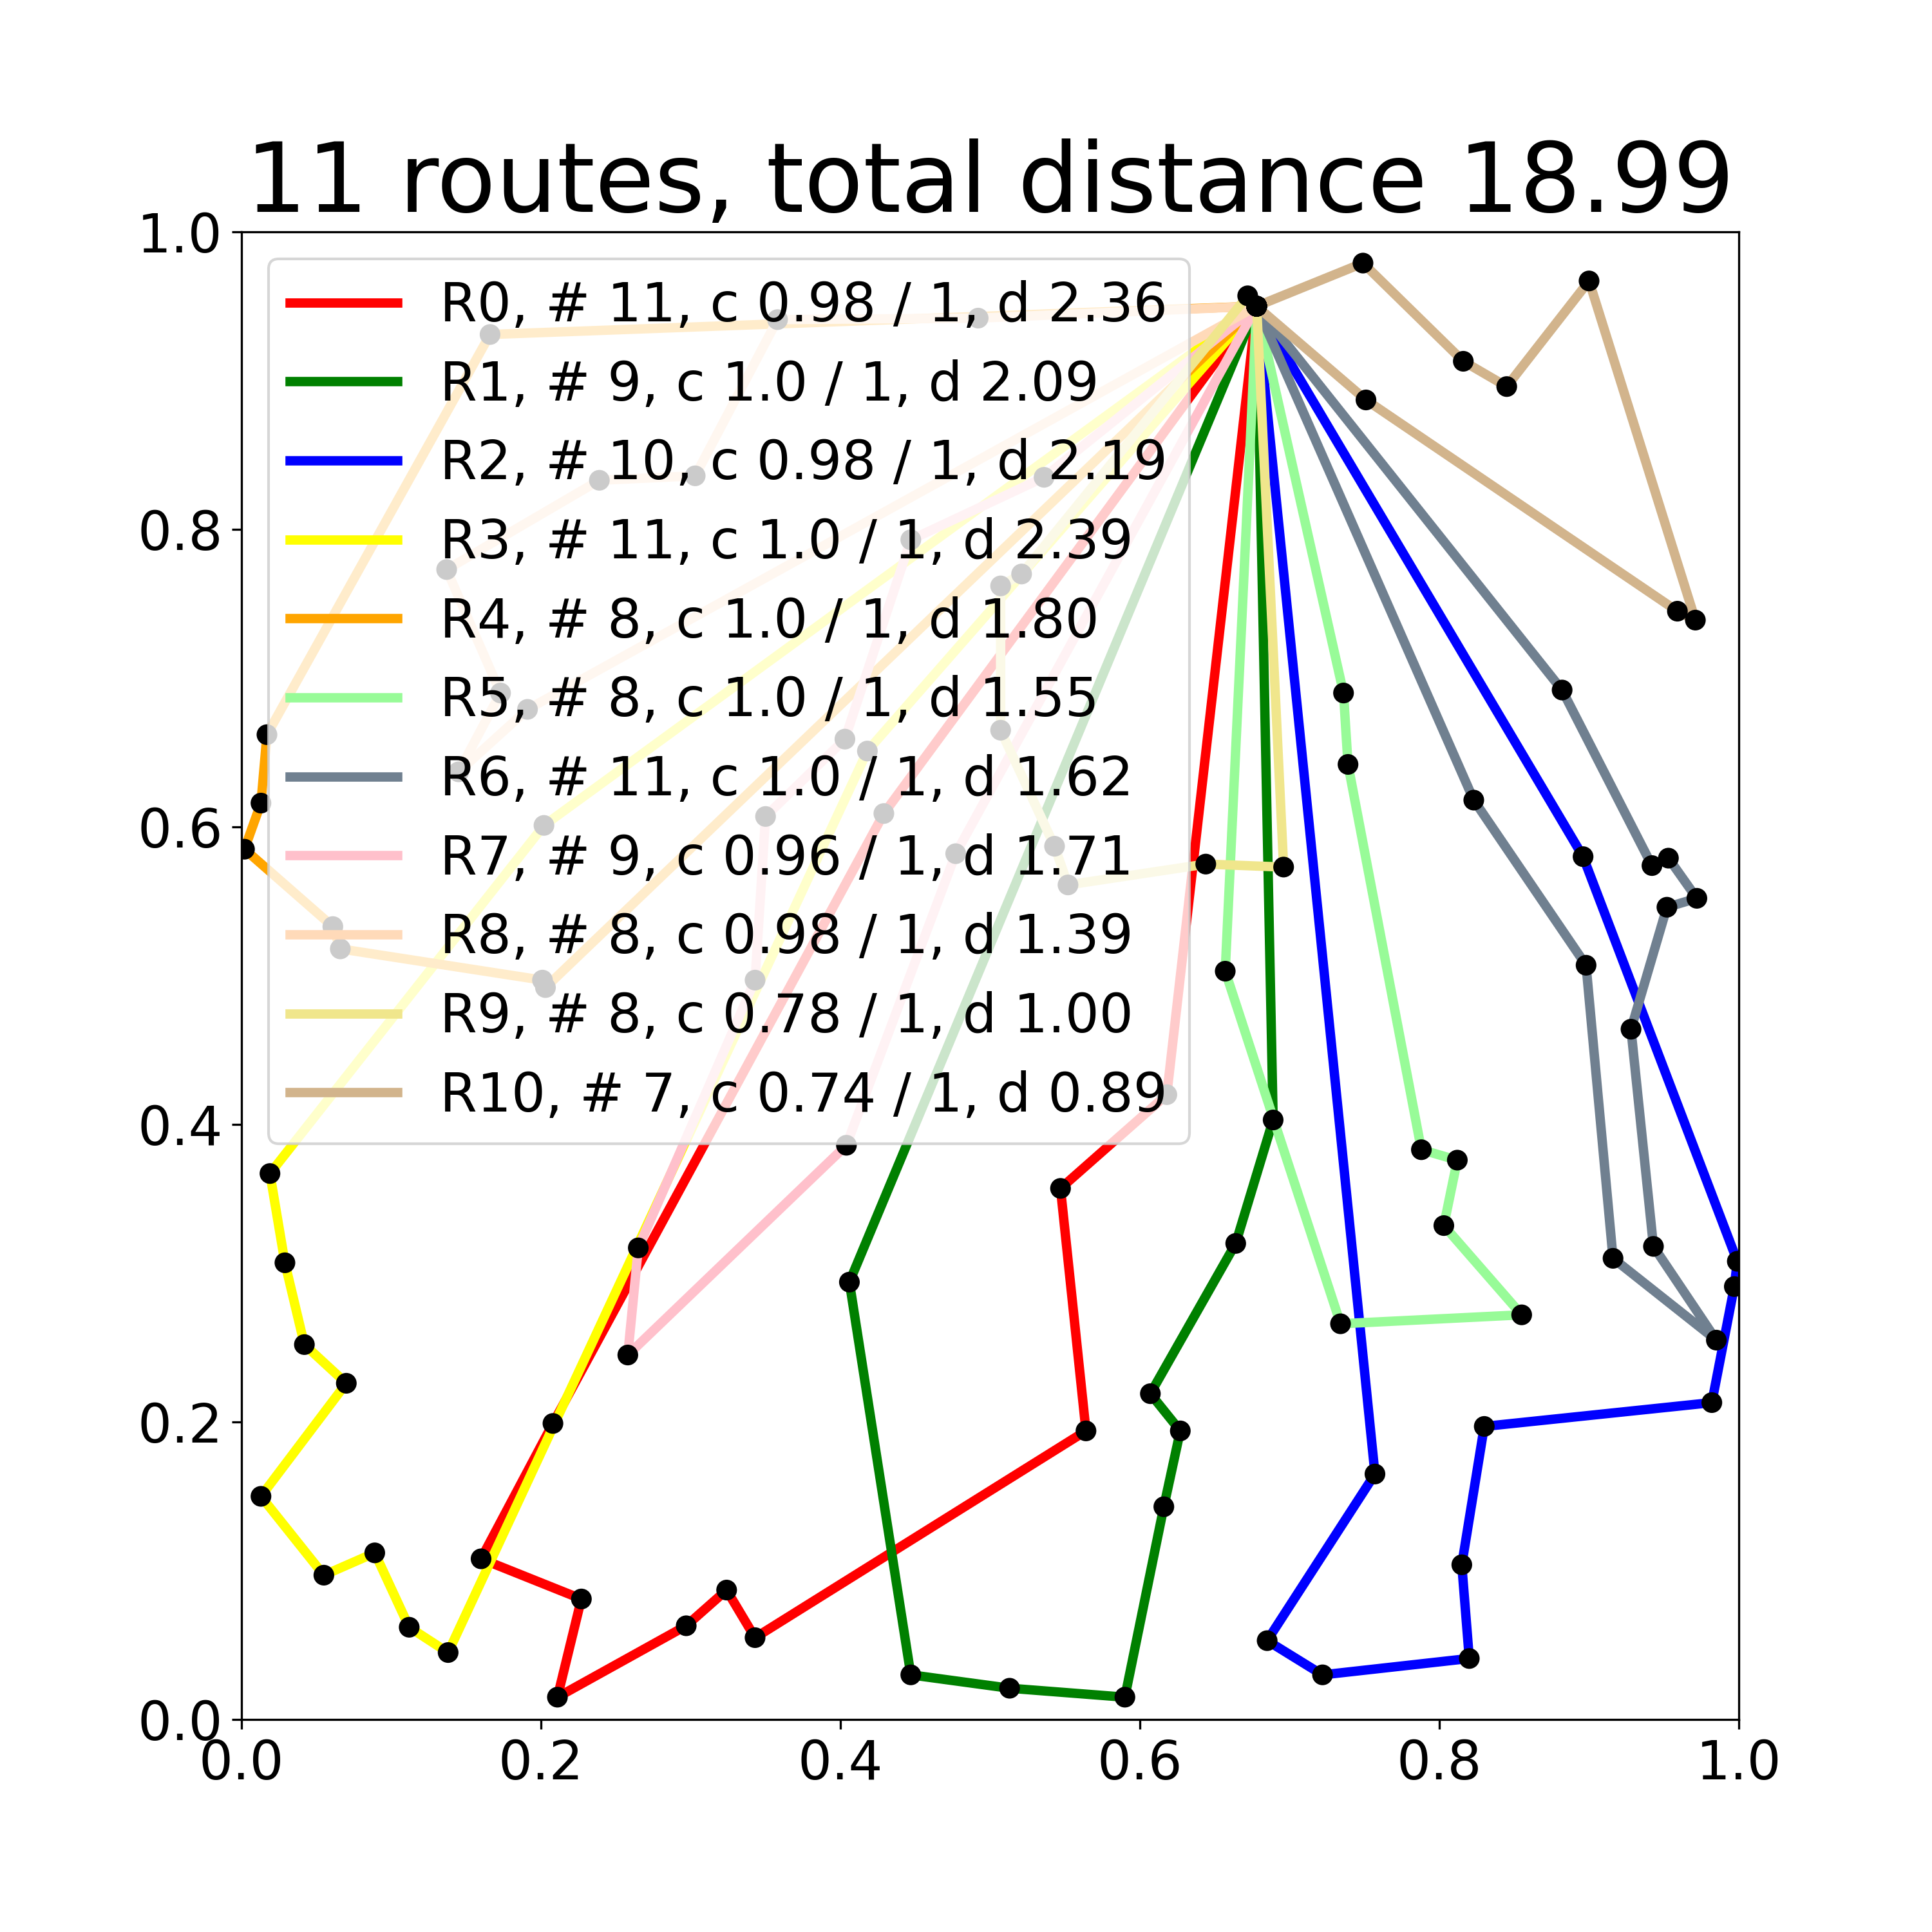 11 routes, total distance 18.99
1.0
0.8
0.6
0.4
0.2
0.0
R0, # 11, c 0.98 / 1, d 2.36
R1, # 9, c 1.0 / 1, d 2.09
R2, # 10, c 0.98 / 1, d 2.19
R3, # 11, c 1.0 / 1, d 2.39
R4, # 8, c 1.0 / 1, d 1.80
R5, # 8, c 1.0 / 1, d 1.55
R6, # 11, c 1.0 / 1, d 1.62
R7, # 9, c 0.96 / 1, d 1.71
R8, # 8, c 0.98 / 1, d 1.39
R9, # 8, c 0.78 / 1, d 1.00
R10, # 7, c 0.74 / 1, d 0.89
0.0 0.2 0.4 0.6 0.8 1.0